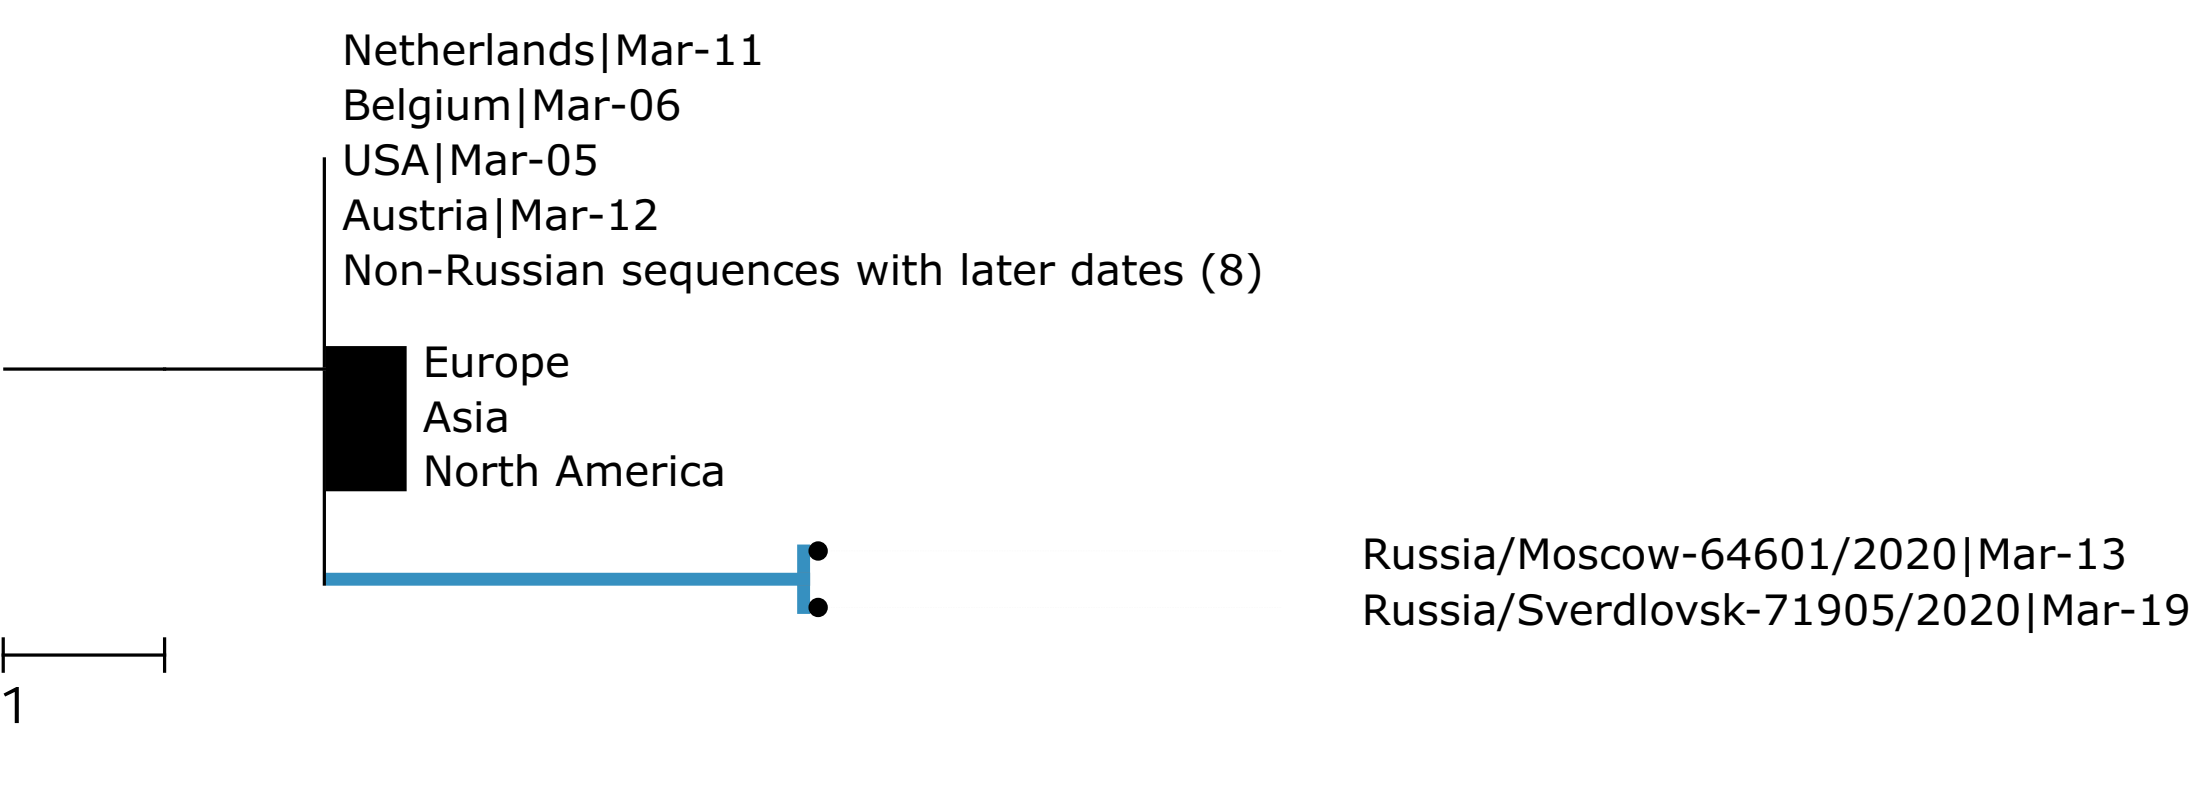 Netherlands|Mar-11
Belgium|Mar-06
USA|Mar-05
Austria|Mar-12
Non-Russian sequences with later dates (8)
Europe
Asia
North America
Russia/Moscow-64601/2020|Mar-13
Russia/Sverdlovsk-71905/2020|Mar-19
1